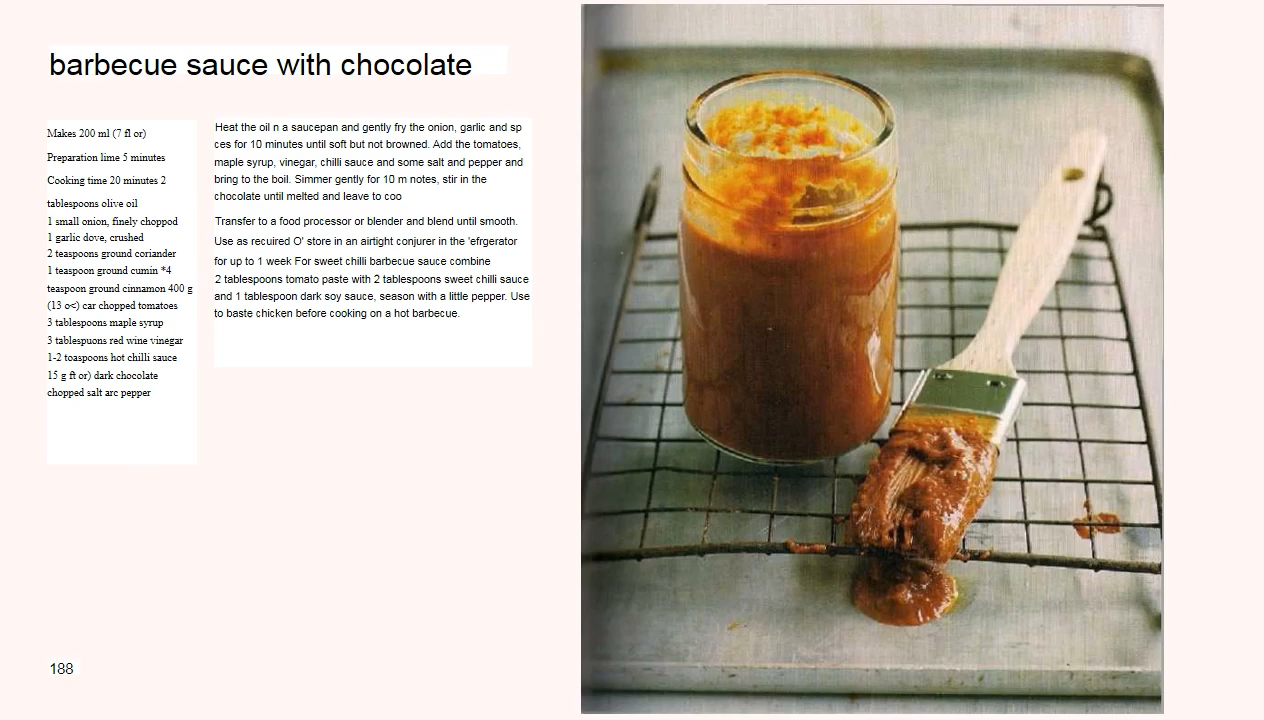 barbecue sauce with chocolate
Makes 200 ml (7 fl or)
Preparation lime 5 minutes
Cooking time 20 minutes 2
tablespoons olive oil
1 small onion, finely choppod
1 garlic dove, crushed
2 teaspoons ground coriander
1 teaspoon ground cumin *4
teaspoon ground cinnamon 400 g
(13 o<) car chopped tomatoes
3 tablespoons maple syrup
3 tablespuons red wine vinegar
1-2 toaspoons hot chilli sauce
15 g ft or) dark chocolate
chopped salt arc pepper
Heat the oil n a saucepan and gently fry the onion, garlic and sp
ces for 10 minutes until soft but not browned. Add the tomatoes,
maple syrup, vinegar, chilli sauce and some salt and pepper and
bring to the boil. Simmer gently for 10 m notes, stir in the
chocolate until melted and leave to coo
Transfer to a food processor or blender and blend until smooth.
Use as recuired O' store in an airtight conjurer in the 'efrgerator
for up to 1 week For sweet chilli barbecue sauce combine
2 tablespoons tomato paste with 2 tablespoons sweet chilli sauce
and 1 tablespoon dark soy sauce, season with a little pepper. Use
to baste chicken before cooking on a hot barbecue.
188